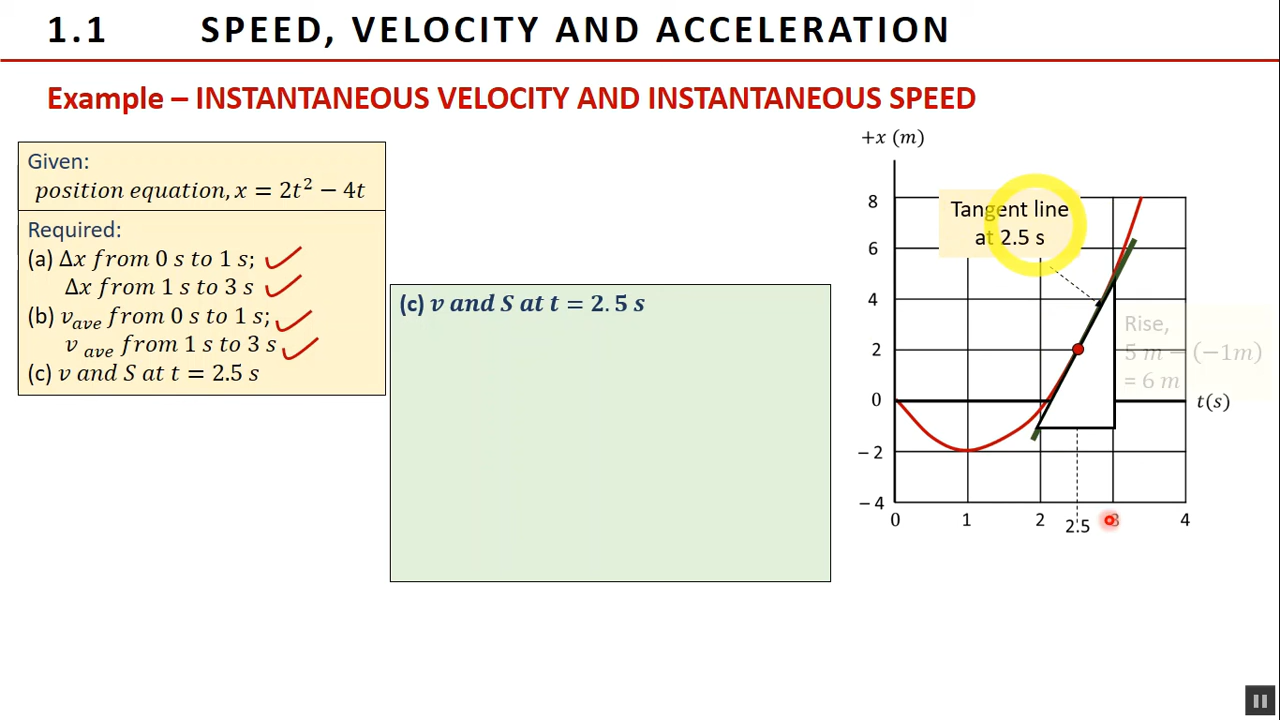 1.1 SPEED, VELOCITY AND ACCELERATION
Example – INSTANTANEOUS VELOCITY AND INSTANTANEOUS SPEED
Given:
position equation, x = 2t² − 4t
Required:
(a) Δx from 0 s to 1 s;
Δx from 1 s to 3 s
(b) v_ave from 0 s to 1 s;
v_ave from 1 s to 3 s
(c) v and S at t = 2.5 s
(c) v and S at t = 2.5 s
+x (m)
Tangent line
at 2.5 s
Rise,
5 m − (−1m)
= 6 m
8
6
4
2
0
− 2
− 4
t(s)
0 1 2 2.5 3 4